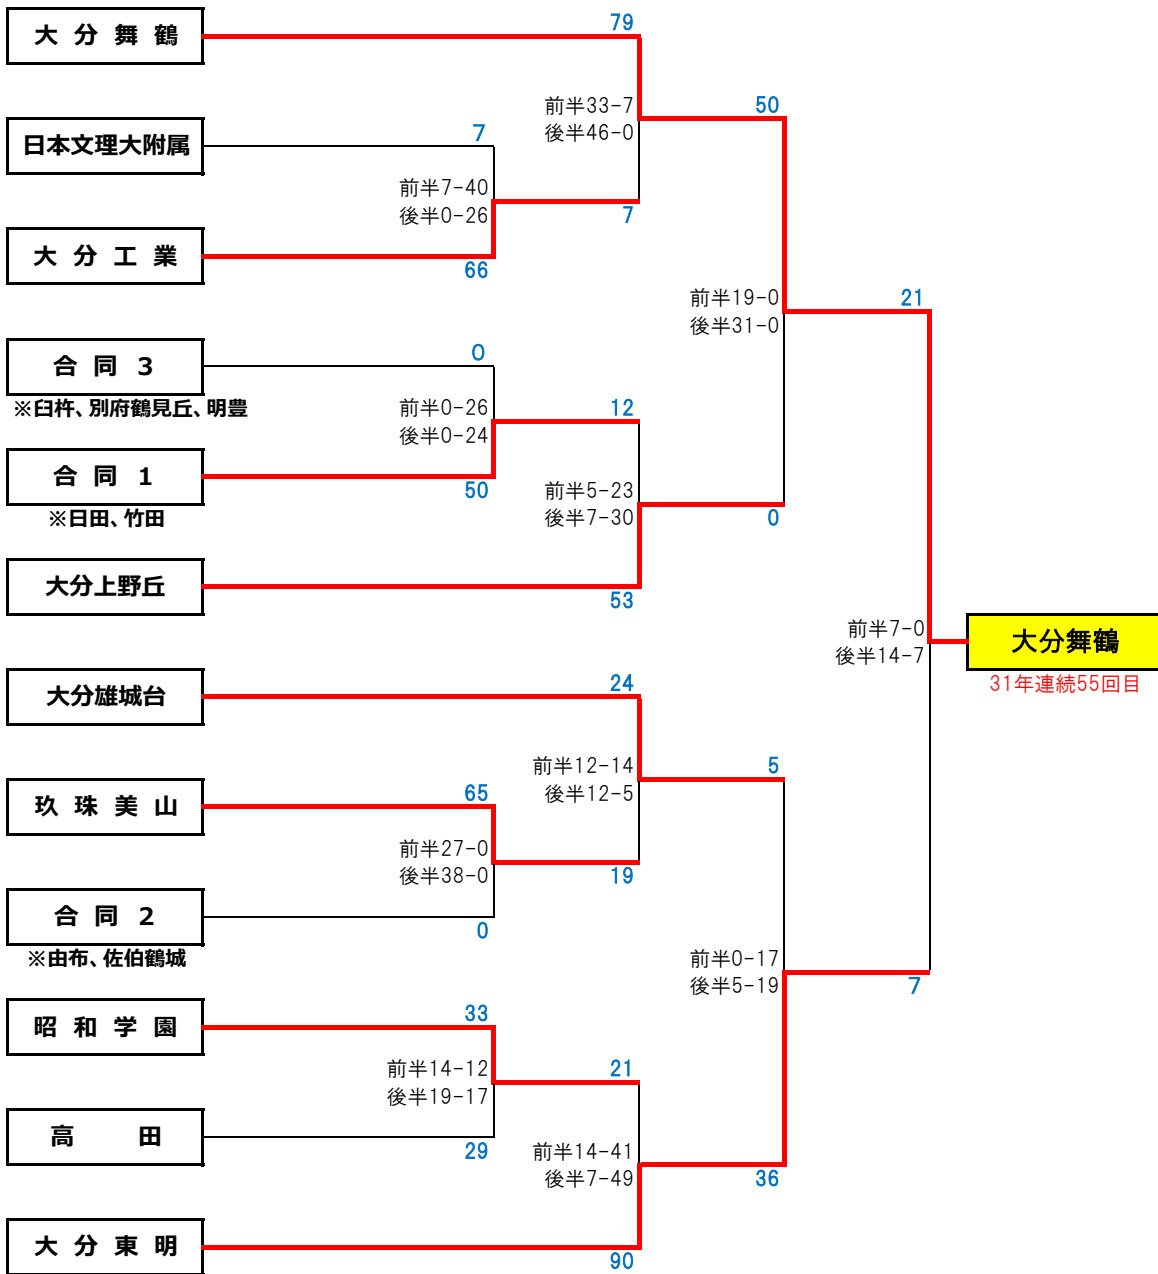 大分舞鶴
79
前半33-7
後半46-0
50
日本文理大附属
7
前半7-40
後半0-26
7
大分工業
66
前半19-0
後半31-0
21
合同3
0
※臼杵、別府鶴見丘、明豊
前半0-26
後半0-24
12
合同1
50
※日田、竹田
前半5-23
後半7-30
0
大分上野丘
53
前半7-0
後半14-7
大分舞鶴
31年連続55回目
大分雄城台
24
前半12-14
後半12-5
5
玖珠美山
65
前半27-0
後半38-0
19
合同2
0
※由布、佐伯鶴城
前半0-17
後半5-19
7
昭和学園
33
前半14-12
後半19-17
21
高田
29
前半14-41
後半7-49
36
大分東明
90